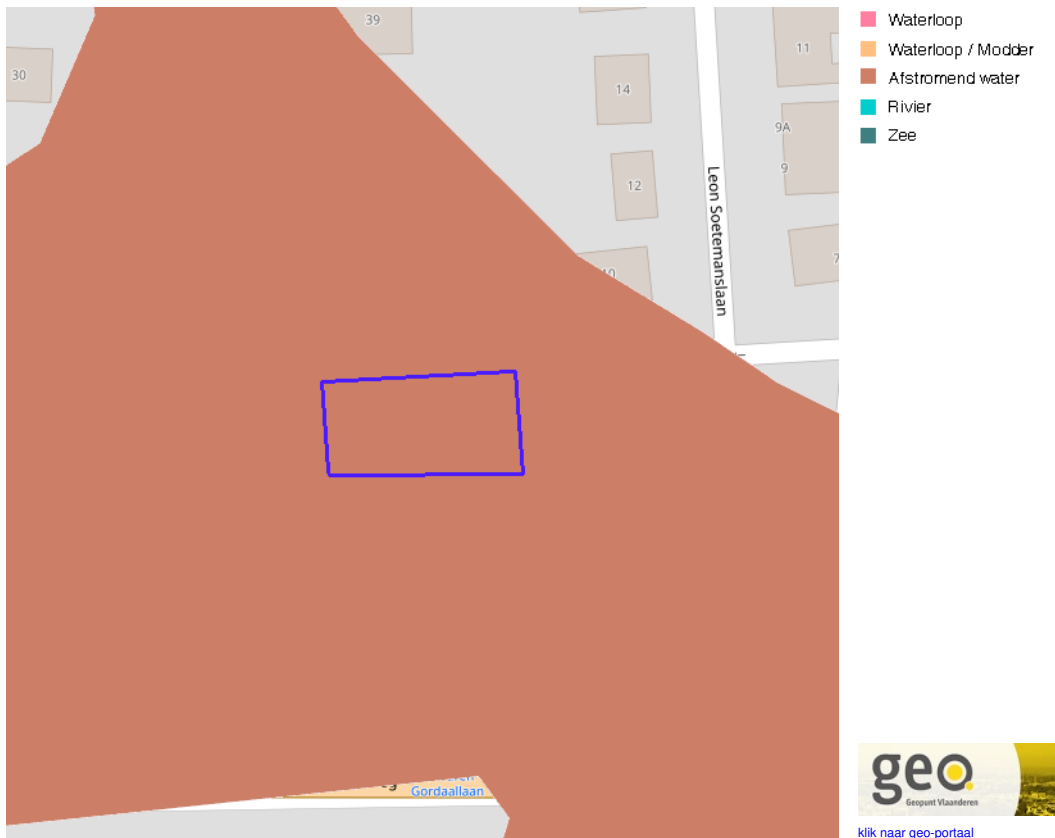 39
30
14
11
9A
9
12
10
7
Leon Soetemanslaan
Gordaallaan
Waterloop
Waterloop / Modder
Afstromend water
Rivier
Zee
geo.
Geopunt Vlaanderen
klik naar geo-portaal